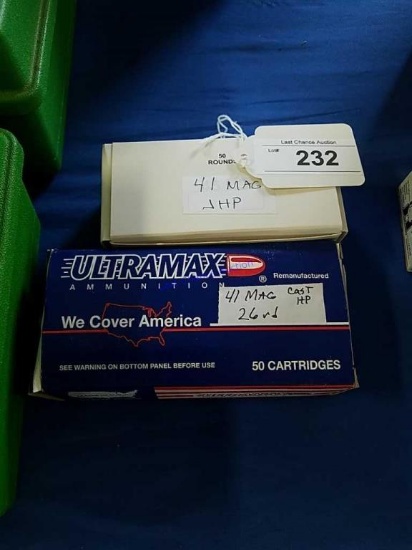 Last Chance Auction
Lot#
232
50
ROUNDS
41 MAG
JHP
ULTRAMAX
®
AMMUNITION
Remanufactured
We Cover America
41 MAG Cast
HP
26 rd
SEE WARNING ON BOTTOM PANEL BEFORE USE
50 CARTRIDGES